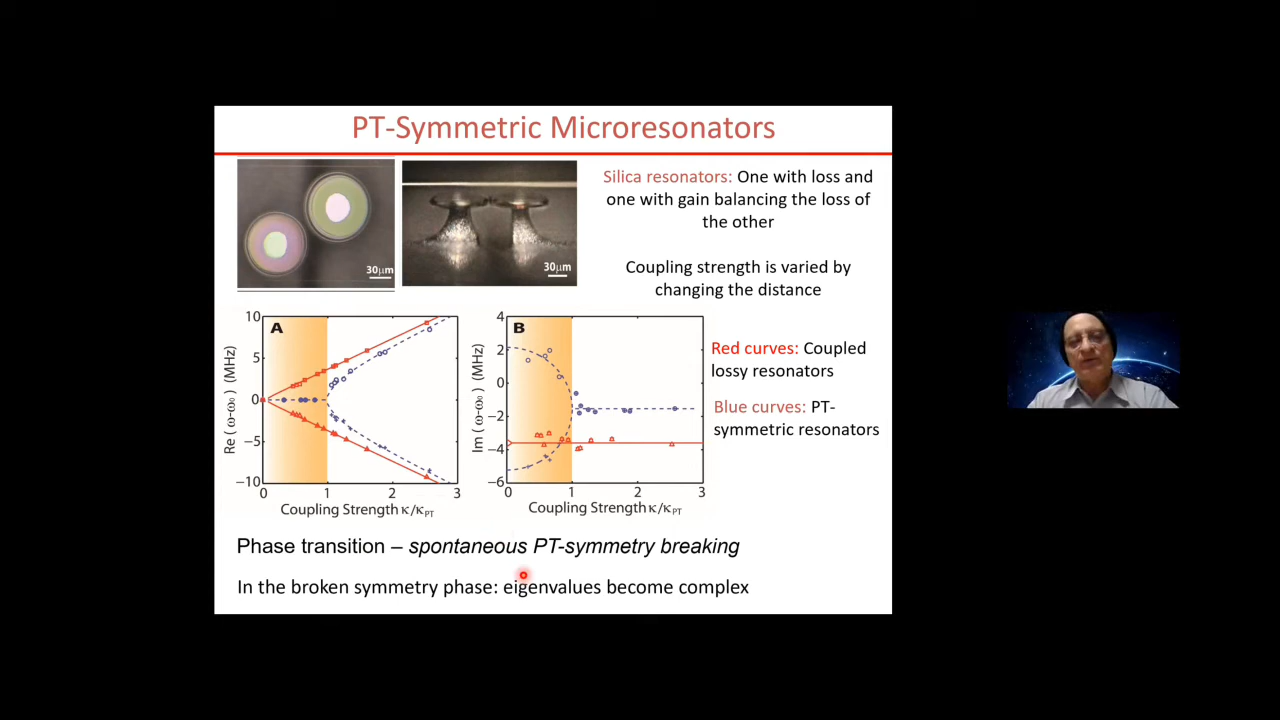 PT-Symmetric Microresonators
30μm
30μm
Silica resonators: One with loss and
one with gain balancing the loss of
the other
Coupling strength is varied by
changing the distance
A
Re (ω-ω₀) (MHz)
10
5
0
−5
−10
0
1
2
3
Coupling Strength κ/κPT
B
Im (ω-ω₀) (MHz)
4
2
0
−2
−4
−6
0
1
2
3
Coupling Strength κ/κPT
Red curves: Coupled
lossy resonators
Blue curves: PT-
symmetric resonators
Phase transition – spontaneous PT-symmetry breaking
In the broken symmetry phase: eigenvalues become complex